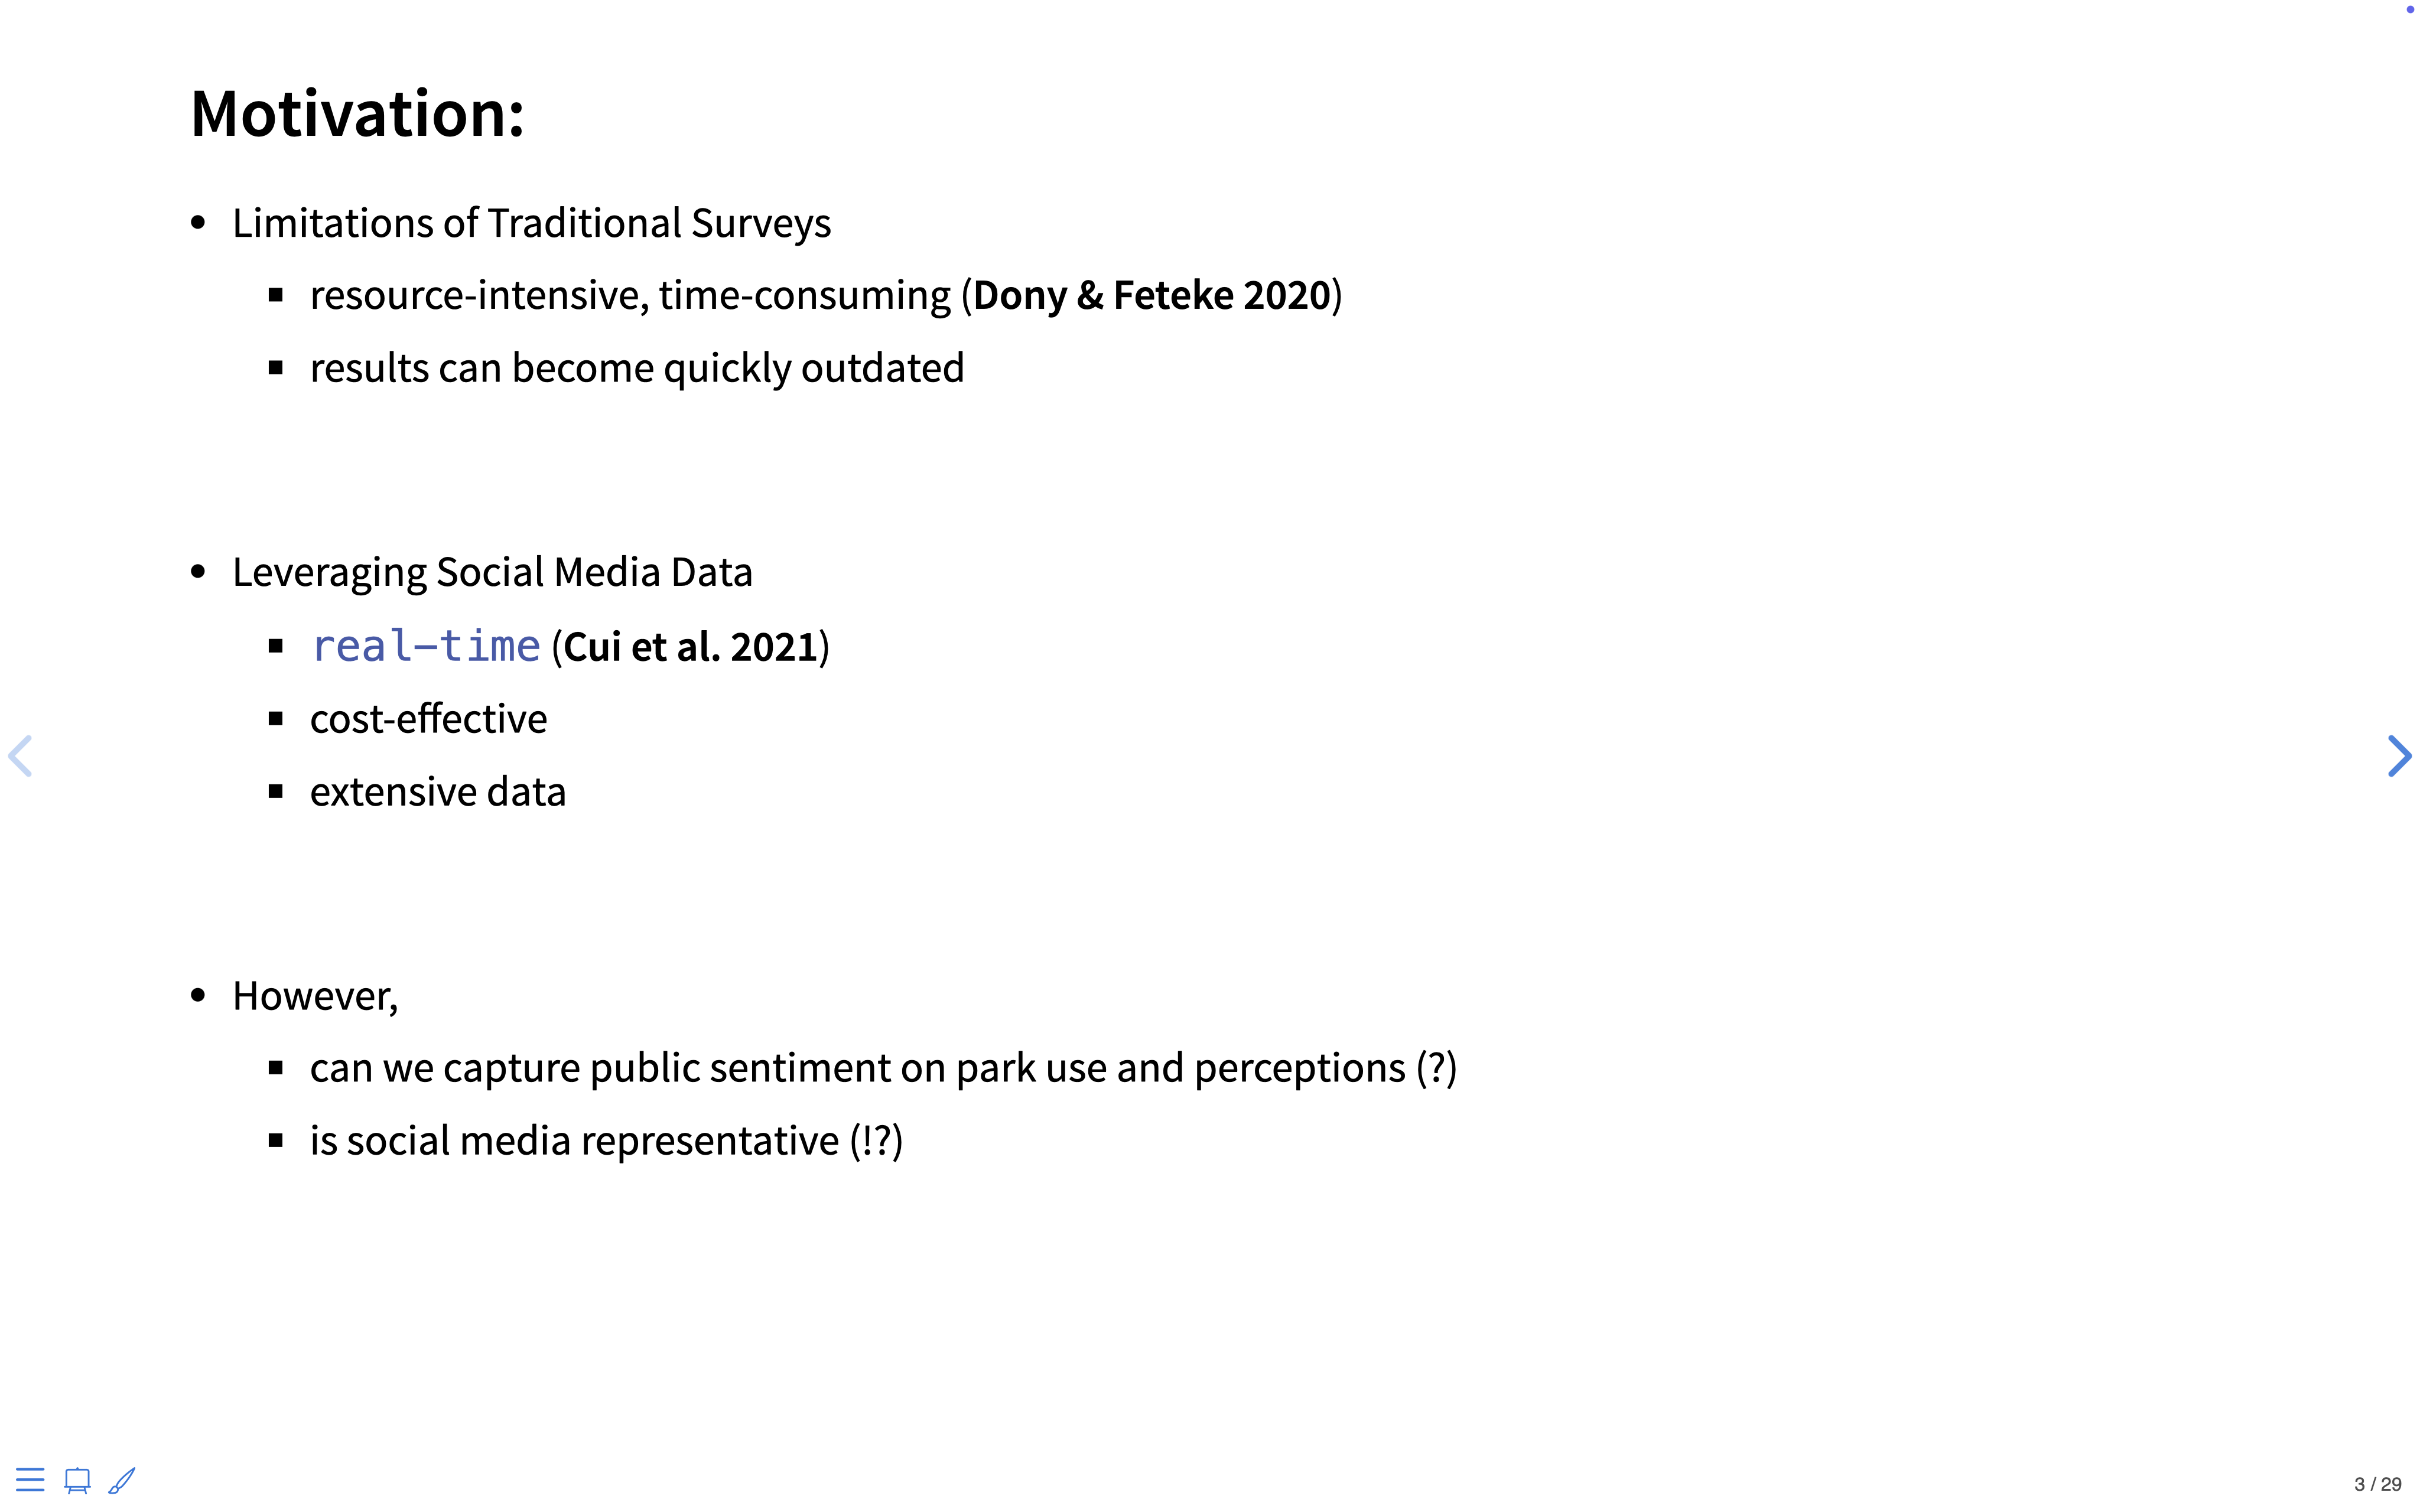 Motivation:
Limitations of Traditional Surveys
resource-intensive, time-consuming (Dony & Feteke 2020)
results can become quickly outdated
Leveraging Social Media Data
real-time (Cui et al. 2021)
cost-effective
extensive data
However,
can we capture public sentiment on park use and perceptions (?)
is social media representative (!?)
3 / 29